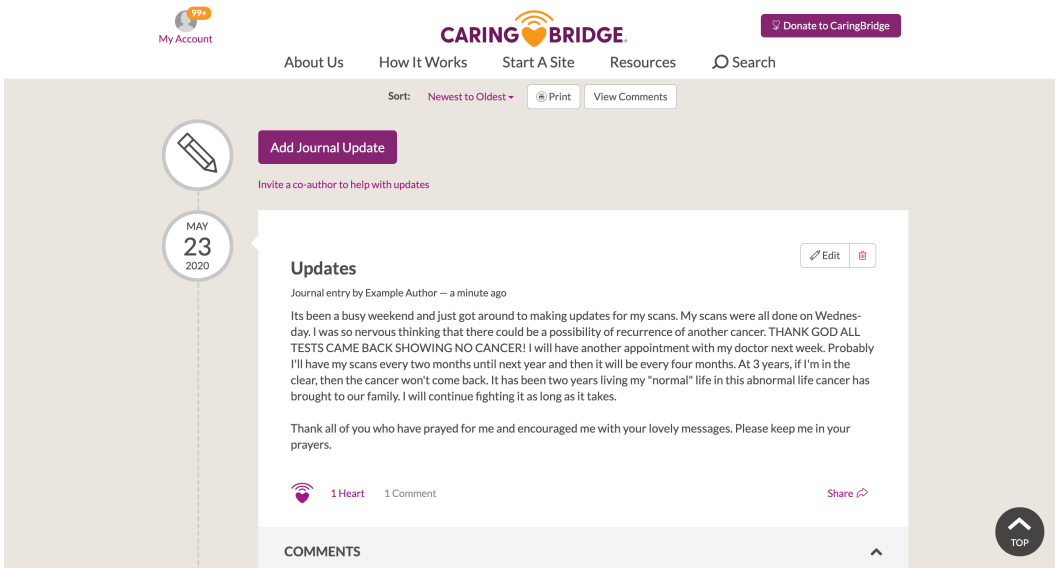 99+
My Account
CARING BRIDGE
Donate to CaringBridge
About Us How It Works Start A Site Resources Search
Sort: Newest to Oldest Print View Comments
Add Journal Update
Invite a co-author to help with updates
MAY
23
2020
Edit
Updates
Journal entry by Example Author — a minute ago
Its been a busy weekend and just got around to making updates for my scans. My scans were all done on Wednes-
day. I was so nervous thinking that there could be a possibility of recurrence of another cancer. THANK GOD ALL
TESTS CAME BACK SHOWING NO CANCER! I will have another appointment with my doctor next week. Probably
I'll have my scans every two months until next year and then it will be every four months. At 3 years, if I'm in the
clear, then the cancer won't come back. It has been two years living my "normal" life in this abnormal life cancer has
brought to our family. I will continue fighting it as long as it takes.
Thank all of you who have prayed for me and encouraged me with your lovely messages. Please keep me in your
prayers.
1 Heart 1 Comment Share
COMMENTS
TOP